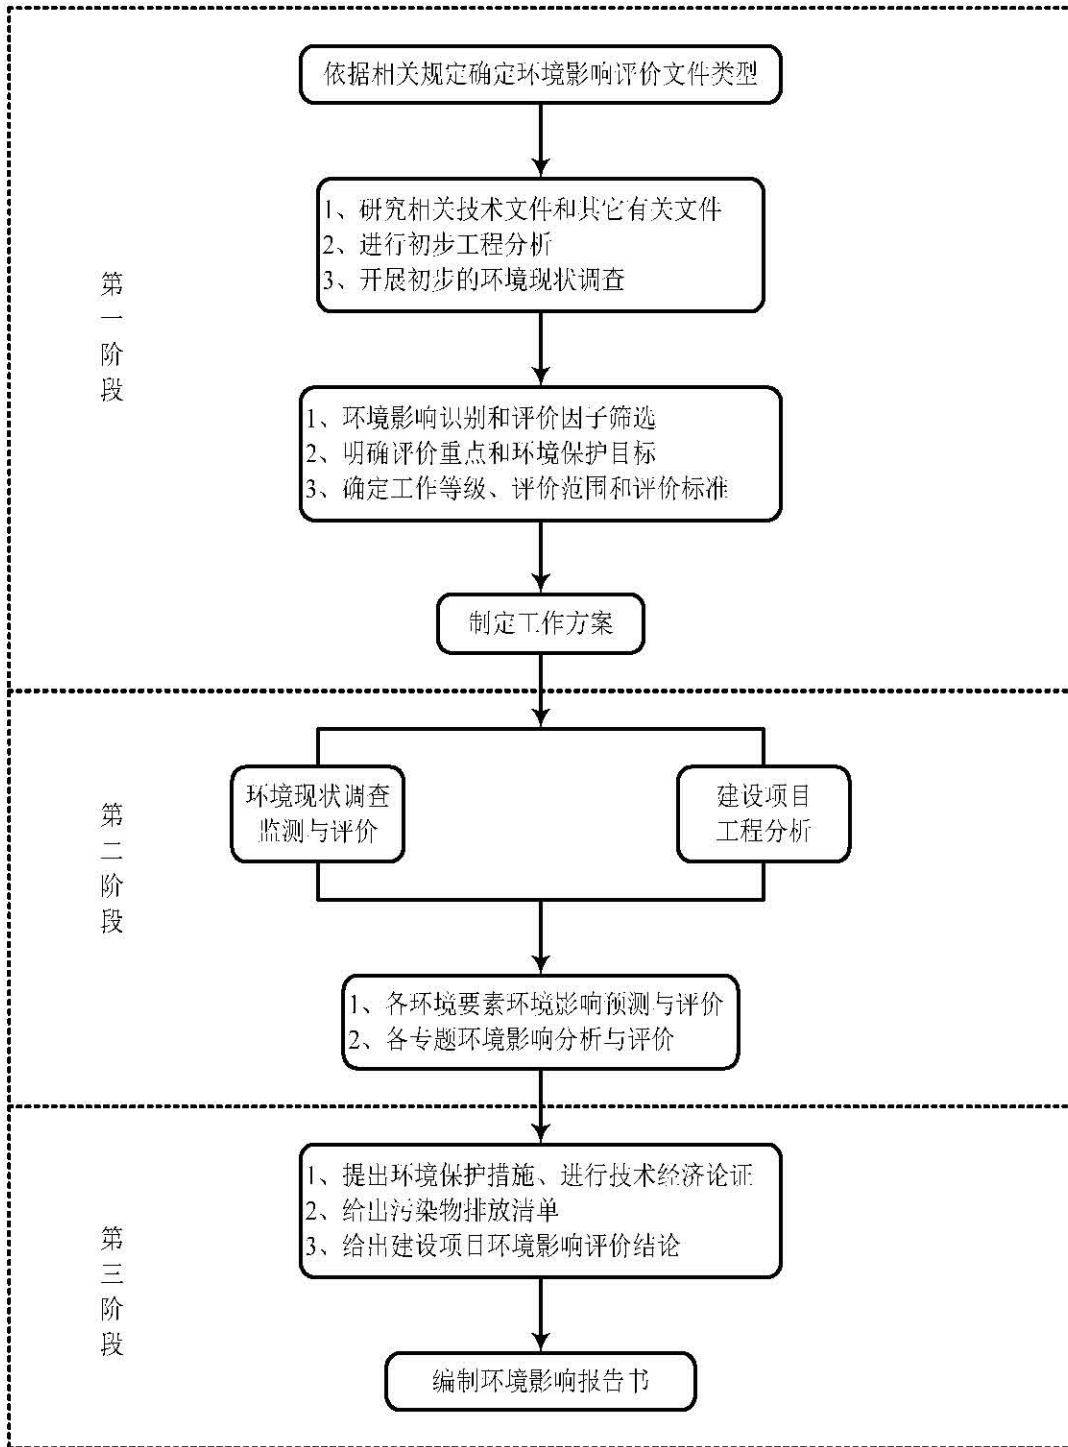 依据相关规定确定环境影响评价文件类型
1、研究相关技术文件和其它有关文件
2、进行初步工程分析
3、开展初步的环境现状调查
第一阶段
1、环境影响识别和评价因子筛选
2、明确评价重点和环境保护目标
3、确定工作等级、评价范围和评价标准
制定工作方案
环境现状调查
监测与评价
建设项目
工程分析
第二阶段
1、各环境要素环境影响预测与评价
2、各专题环境影响分析与评价
1、提出环境保护措施、进行技术经济论证
2、给出污染物排放清单
3、给出建设项目环境影响评价结论
第三阶段
编制环境影响报告书